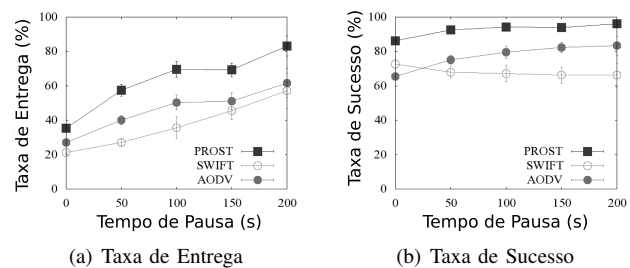 Taxa de Entrega (%)
100
80
60
40
20
0
PROST
SWIFT
AODV
0 50 100 150 200
Tempo de Pausa (s)
(a) Taxa de Entrega
Taxa de Sucesso (%)
100
80
60
40
20
0
PROST
SWIFT
AODV
0 50 100 150 200
Tempo de Pausa (s)
(b) Taxa de Sucesso